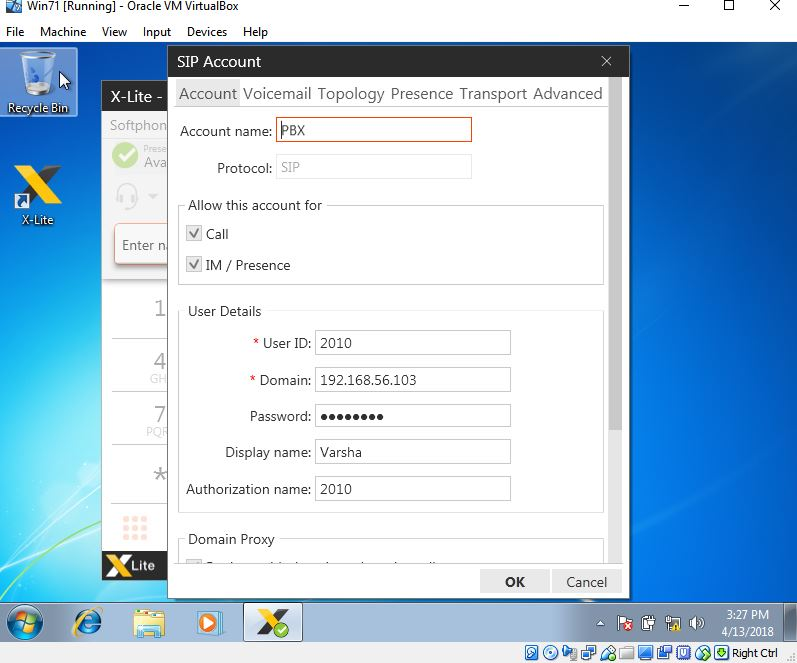 Win71 [Running] - Oracle VM VirtualBox
File Machine View Input Devices Help
SIP Account
Recycle Bin
X-Lite -
Account Voicemail Topology Presence Transport Advanced
Softphon
Account name: PBX
Prese
Ava
Protocol: SIP
Allow this account for
X-Lite
Call
Enter na
IM / Presence
1
User Details
* User ID: 2010
4
GH
* Domain: 192.168.56.103
7
PQR
Password: ●●●●●●●●
Display name: Varsha
*
Authorization name: 2010
Domain Proxy
X Lite
OK Cancel
3:27 PM
4/13/2018
Right Ctrl